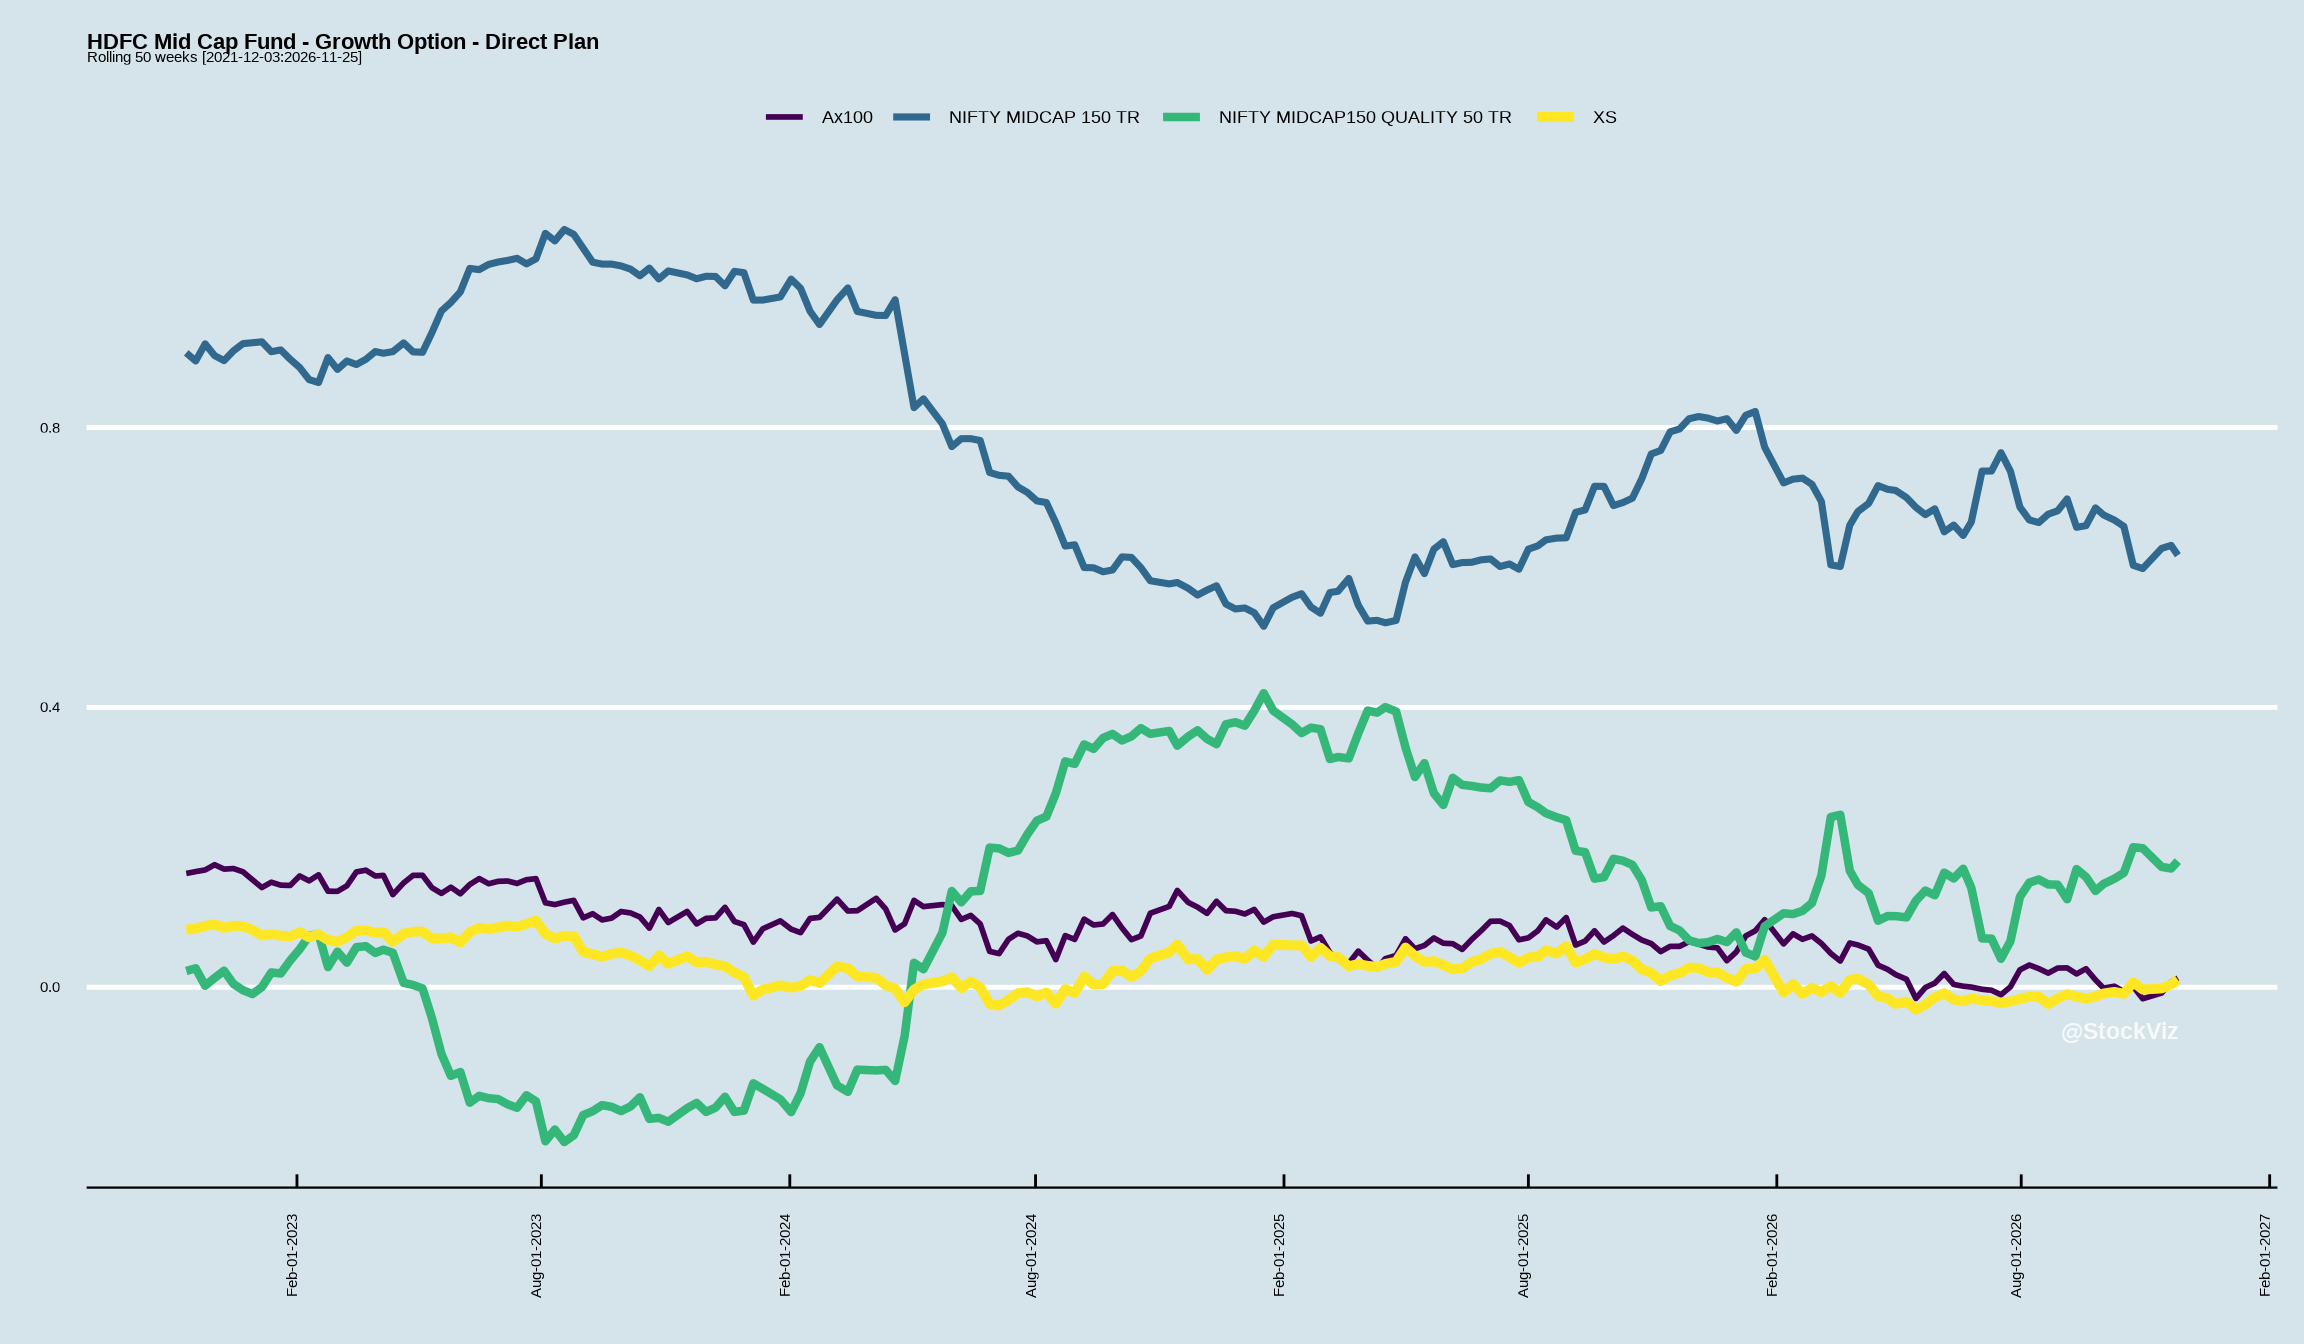 HDFC Mid Cap Fund - Growth Option - Direct Plan
Rolling 50 weeks [2021-12-03:2026-11-25]
Ax100 NIFTY MIDCAP 150 TR NIFTY MIDCAP150 QUALITY 50 TR XS
0.8
0.4
0.0
@StockViz
Feb-01-2023 Aug-01-2023 Feb-01-2024 Aug-01-2024 Feb-01-2025 Aug-01-2025 Feb-01-2026 Aug-01-2026 Feb-01-2027